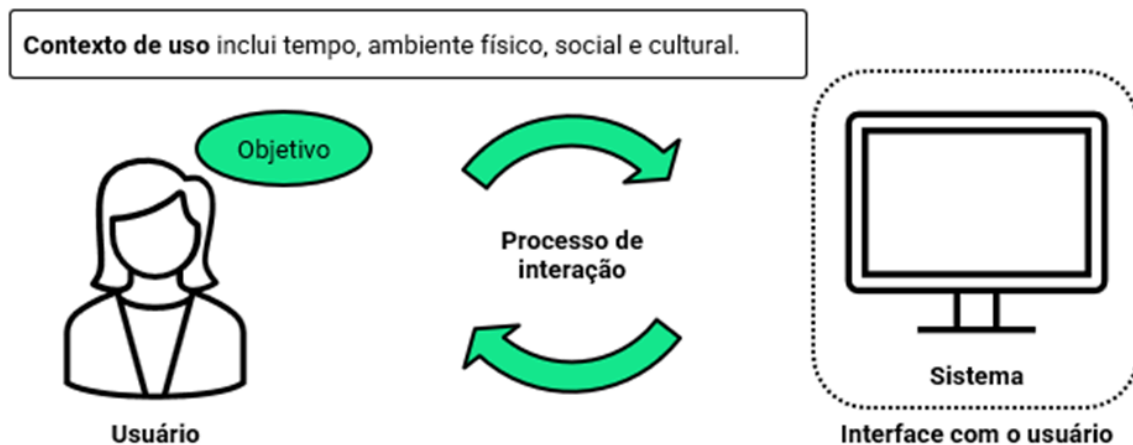 Contexto de uso inclui tempo, ambiente físico, social e cultural.
Objetivo
Processo de
interação
Sistema
Usuário
Interface com o usuário